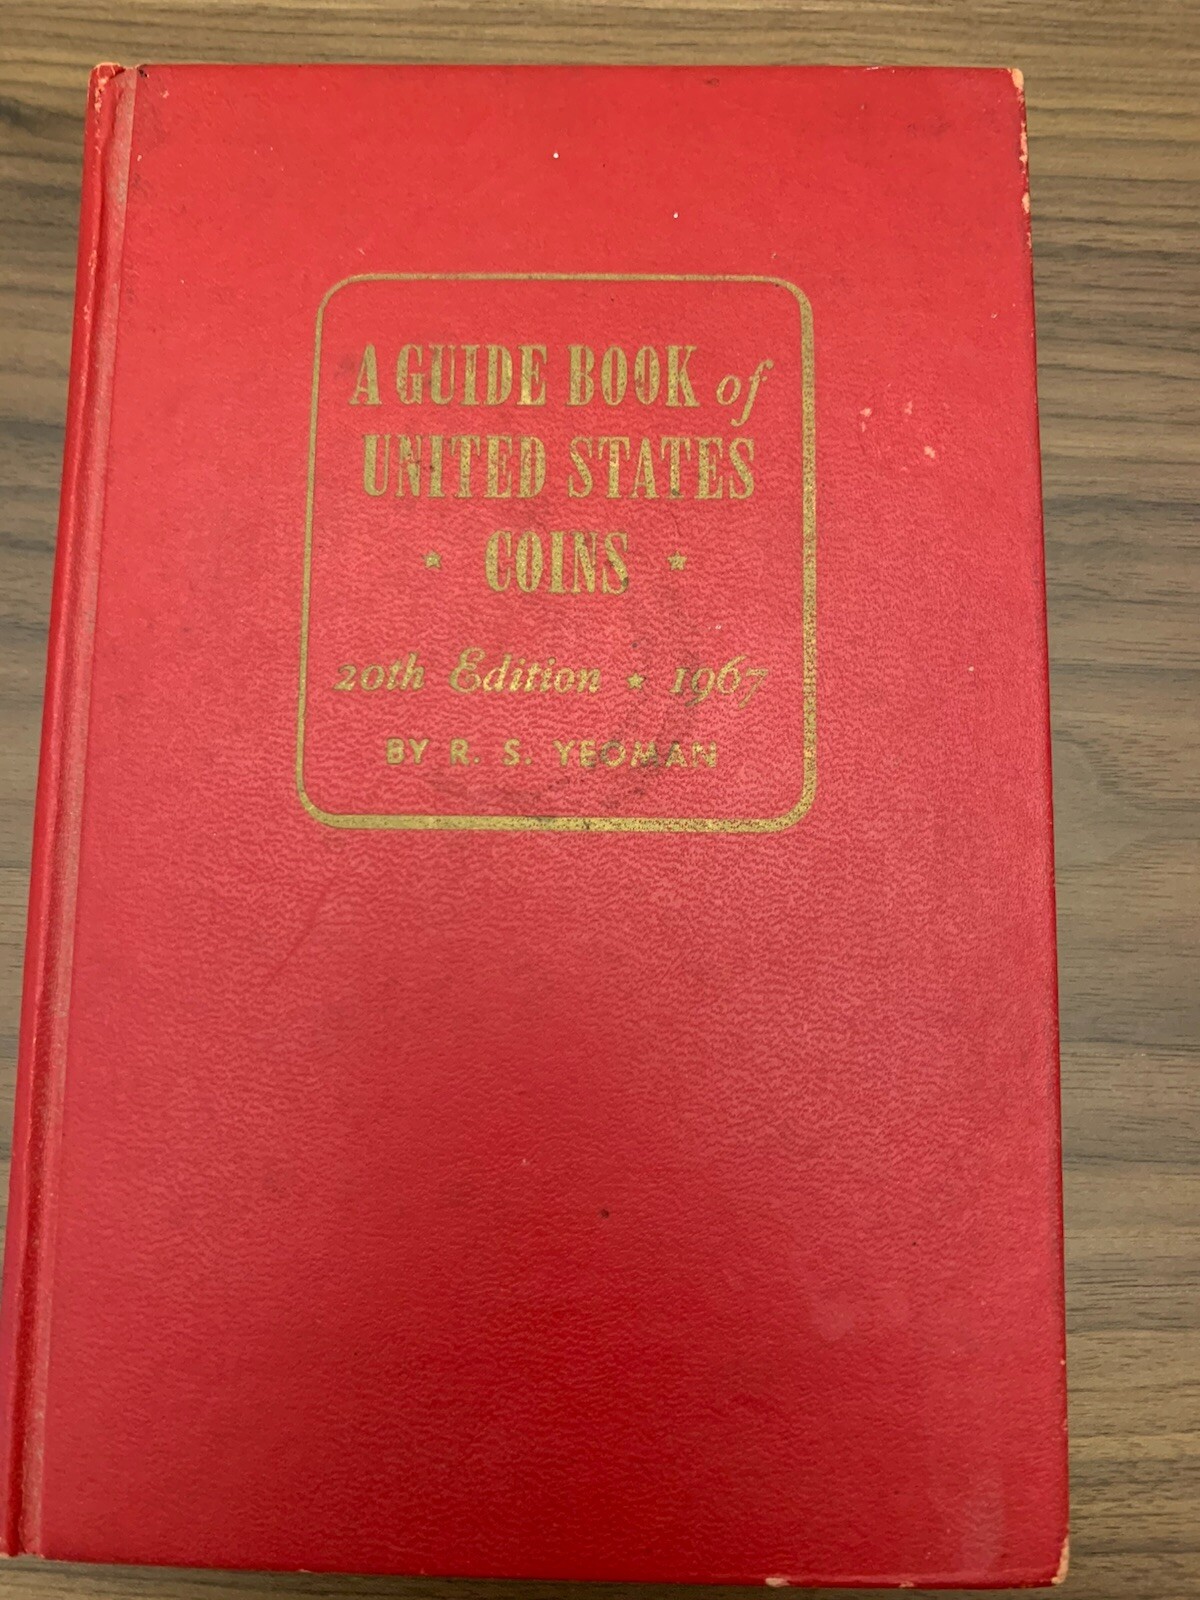 A GUIDE BOOK of
UNITED STATES
★ COINS ★
20th Edition ★ 1967
BY R. S. YEOMAN